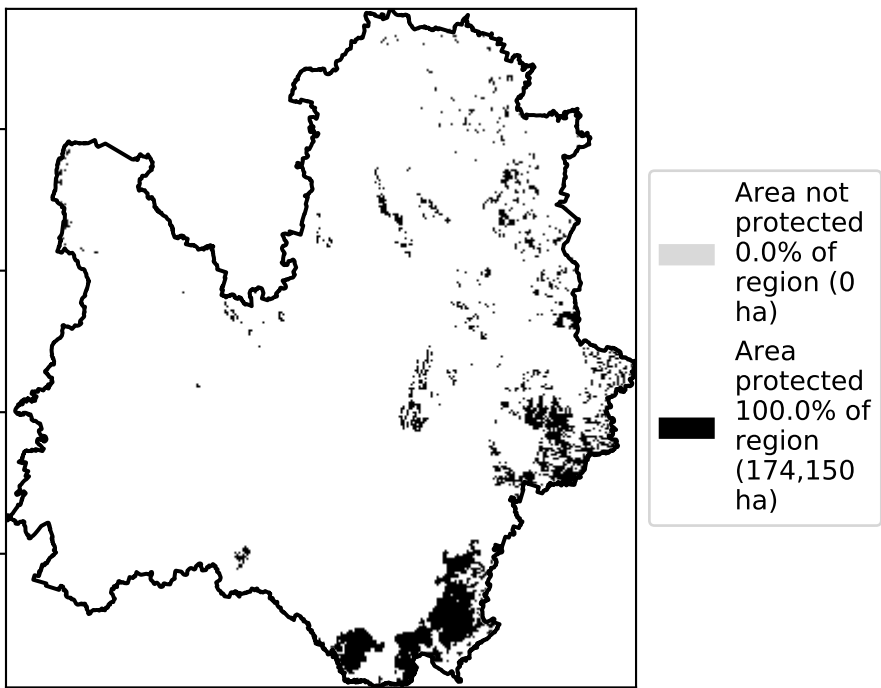 Area not
protected
0.0% of
region (0
ha)
Area
protected
100.0% of
region
(174,150
ha)